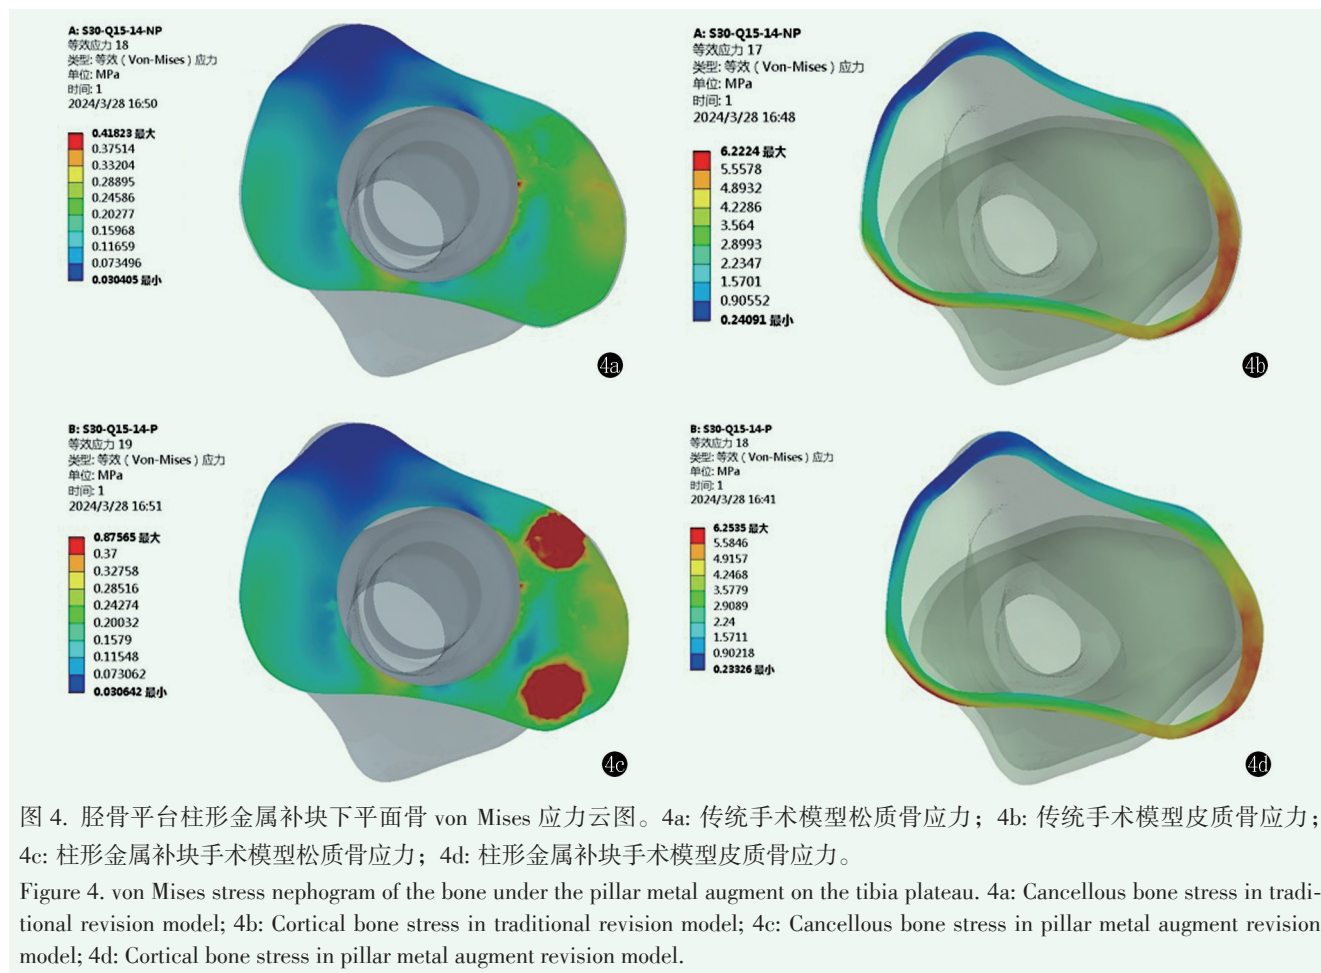 A: S30-Q15-14-NP
等效应力 18
类型: 等效（Von-Mises）应力
单位: MPa
时间: 1
2024/3/28 16:50
0.41823 最大
0.37514
0.33204
0.28895
0.24586
0.20277
0.15968
0.11659
0.073496
0.030405 最小
4a
A: S30-Q15-14-NP
等效应力 17
类型: 等效（Von-Mises）应力
单位: MPa
时间: 1
2024/3/28 16:48
6.2224 最大
5.5578
4.8932
4.2286
3.564
2.8993
2.2347
1.5701
0.90552
0.24091 最小
4b
B: S30-Q15-14-P
等效应力 19
类型: 等效（Von-Mises）应力
单位: MPa
时间: 1
2024/3/28 16:51
0.87565 最大
0.37
0.32758
0.28516
0.24274
0.20032
0.1579
0.11548
0.073062
0.030642 最小
4c
B: S30-Q15-14-P
等效应力 18
类型: 等效（Von-Mises）应力
单位: MPa
时间: 1
2024/3/28 16:41
6.2535 最大
5.5846
4.9157
4.2468
3.5779
2.9089
2.24
1.5711
0.90218
0.23326 最小
4d
图 4. 胫骨平台柱形金属补块下平面骨 von Mises 应力云图。4a: 传统手术模型松质骨应力；4b: 传统手术模型皮质骨应力；
4c: 柱形金属补块手术模型松质骨应力；4d: 柱形金属补块手术模型皮质骨应力。
Figure 4. von Mises stress nephogram of the bone under the pillar metal augment on the tibia plateau. 4a: Cancellous bone stress in tradi-
tional revision model; 4b: Cortical bone stress in traditional revision model; 4c: Cancellous bone stress in pillar metal augment revision
model; 4d: Cortical bone stress in pillar metal augment revision model.